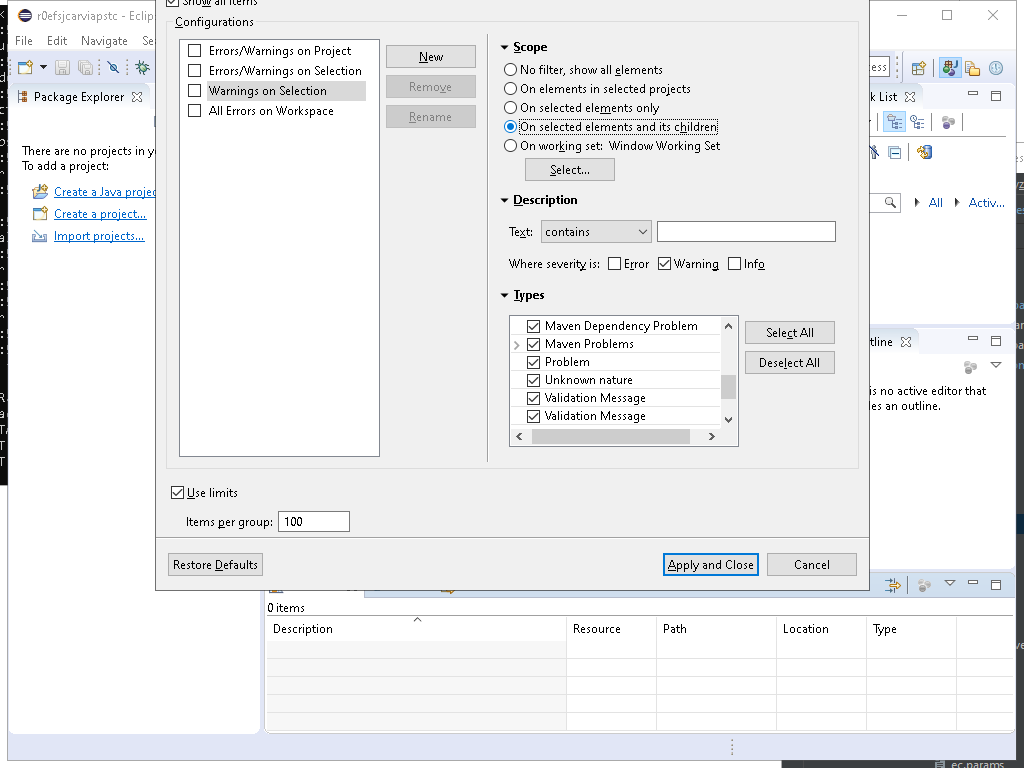 Show all items
r0efsjcarviapstc - Eclip
Configurations
File Edit Navigate Se
Errors/Warnings on Project
Errors/Warnings on Selection
Warnings on Selection
All Errors on Workspace
New
Remove
Rename
Scope
No filter, show all elements
On elements in selected projects
On selected elements only
On selected elements and its children
On working set: Window Working Set
Select...
Description
Text: contains
Where severity is: Error Warning Info
Types
Maven Dependency Problem
Maven Problems
Problem
Unknown nature
Validation Message
Validation Message
Select All
Deselect All
Use limits
Items per group: 100
Restore Defaults
Apply and Close
Cancel
Package Explorer
There are no projects in y
To add a project:
Create a Java projec
Create a project...
Import projects...
ess
k List
All Activ...
tline
is no active editor that
les an outline.
0 items
Description Resource Path Location Type
ec.params